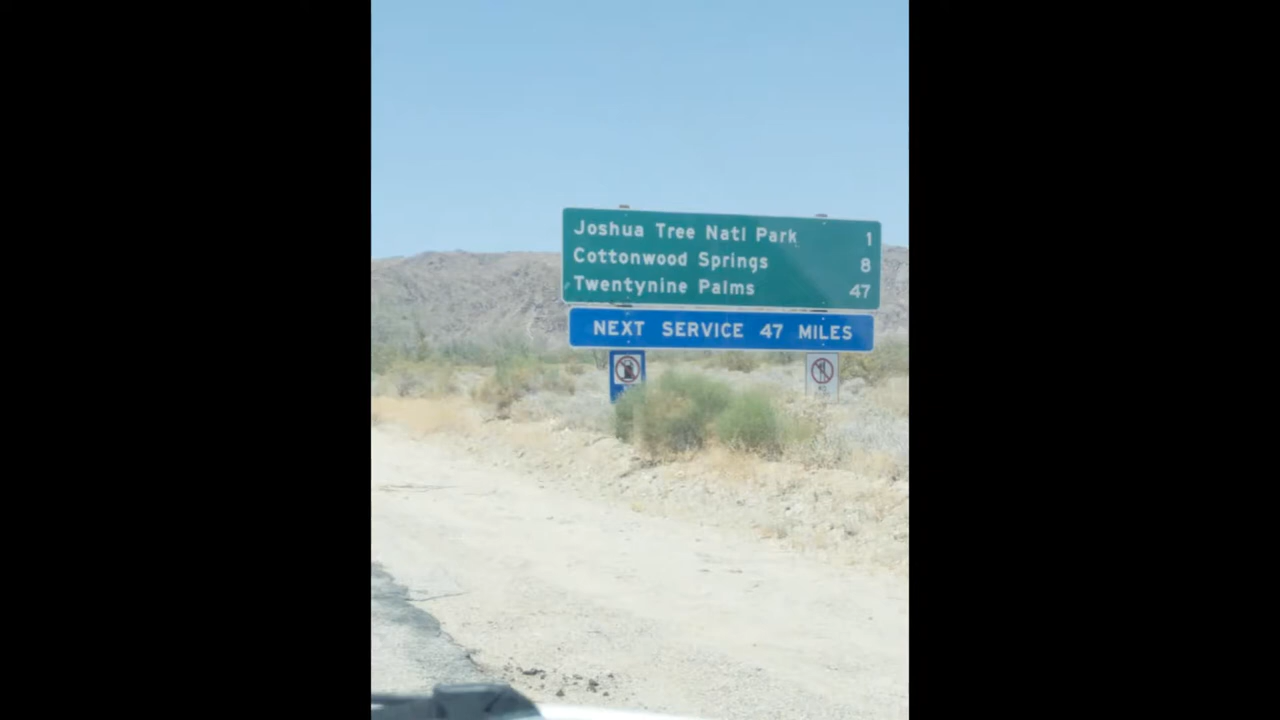 Joshua Tree Natl Park 1
Cottonwood Springs 8
Twentynine Palms 47
NEXT SERVICE 47 MILES